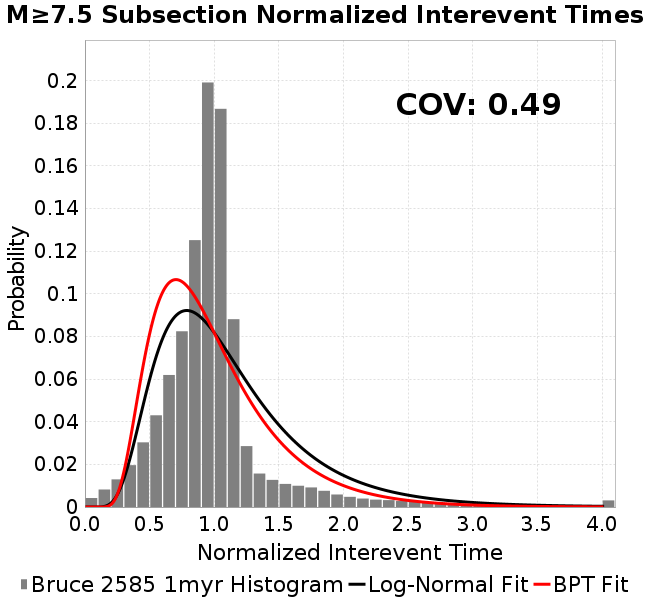 M≥7.5 Subsection Normalized Interevent Times
COV: 0.49
Probability
0.2
0.18
0.16
0.14
0.12
0.1
0.08
0.06
0.04
0.02
0
0.0 0.5 1.0 1.5 2.0 2.5 3.0 3.5 4.0
Normalized Interevent Time
Bruce 2585 1myr Histogram Log-Normal Fit BPT Fit